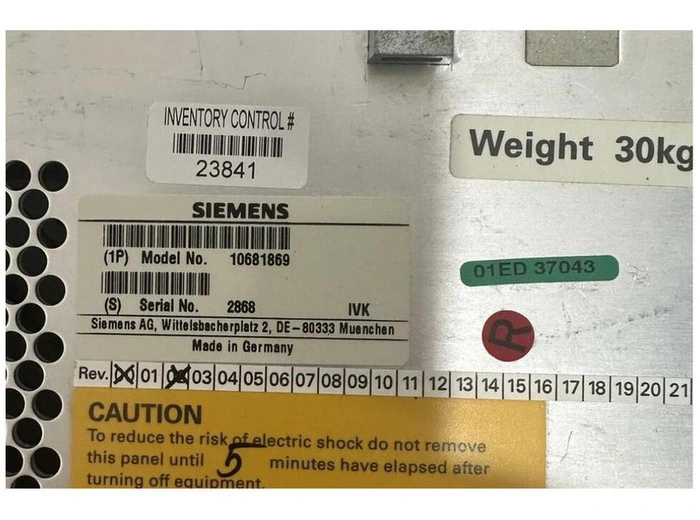 INVENTORY CONTROL #
23841
Weight 30kg
SIEMENS
(1P) Model No. 10681869
(S) Serial No. 2868 IVK
Siemens AG, Wittelsbacherplatz 2, DE-80333 Muenchen
Made in Germany
01ED 37043
R
Rev. 00 01 02 03 04 05 06 07 08 09 10 11 12 13 14 15 16 17 18 19 20 21
CAUTION
To reduce the risk of electric shock do not remove
this panel until 5 minutes have elapsed after
turning off equipment.